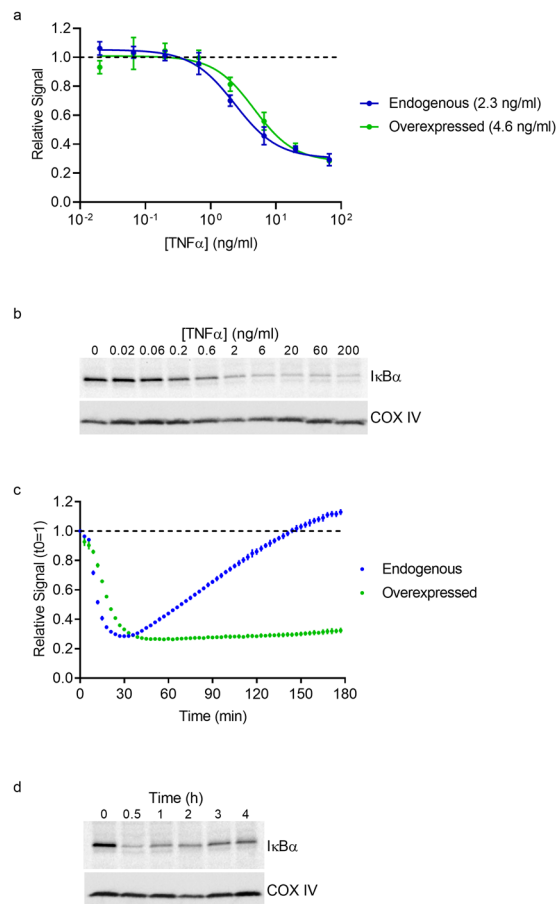 a
1.2
1.0
0.8
0.6
0.4
0.2
0.0
Relative Signal
10-2 10-1 100 101 102
[TNFα] (ng/ml)
Endogenous (2.3 ng/ml)
Overexpressed (4.6 ng/ml)
b
[TNFα] (ng/ml)
0 0.02 0.06 0.2 0.6 2 6 20 60 200
IκBα
COX IV
c
1.2
1.0
0.8
0.6
0.4
0.2
0.0
Relative Signal (t0=1)
0 30 60 90 120 150 180
Time (min)
Endogenous
Overexpressed
d
Time (h)
0 0.5 1 2 3 4
IκBα
COX IV